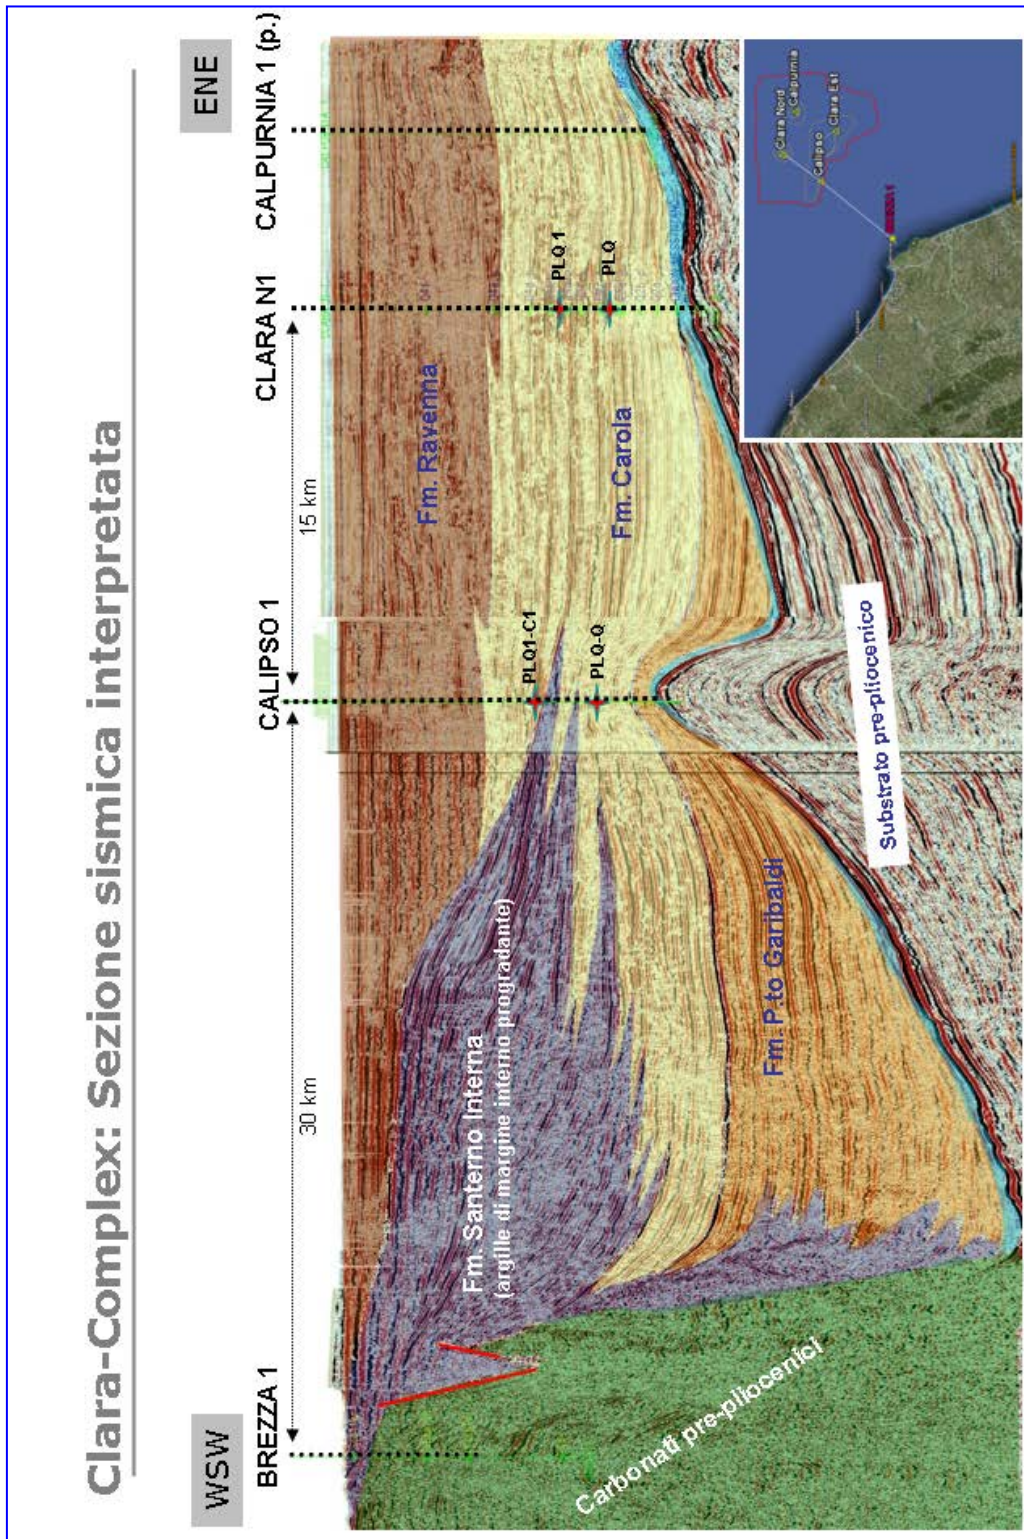 Clara-Complex: Sezione sismica interpretata
WSW
ENE
BREZZA 1
CALIPSO 1
CLARA N1
CALPURNIA 1 (p.)
30 km
15 km
Fm. Ravenna
Fm. Santerno Interna
(argille di margine interno progradante)
PLQ1-C1
PLQ 1
Fm. Carola
PLQ-Q
PLQ
Fm. P.to Garibaldi
Substrato pre-pliocenico
Carbonati pre-pliocenici
Clara Nord
Calpurnia
Calipso
Clara Est